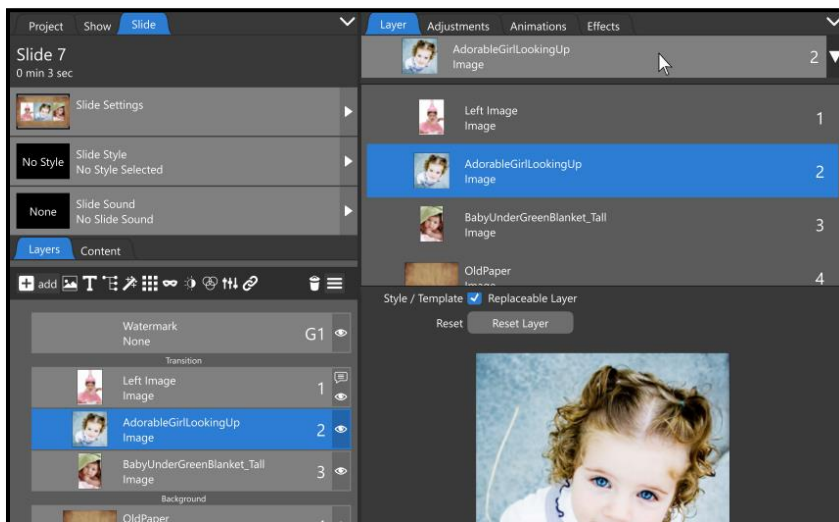 Project Show Slide
Slide 7
0 min 3 sec
Slide Settings
No Style
Slide Style
No Style Selected
None
Slide Sound
No Slide Sound
Layers Content
add
Watermark
None
G1
Transition
Left Image
Image
1
AdorableGirlLookingUp
Image
2
BabyUnderGreenBlanket_Tall
Image
3
Background
OldPaper
Layer Adjustments Animations Effects
AdorableGirlLookingUp
Image
2
Left Image
Image
1
AdorableGirlLookingUp
Image
2
BabyUnderGreenBlanket_Tall
Image
3
OldPaper
Image
4
Style / Template Replaceable Layer
Reset Reset Layer